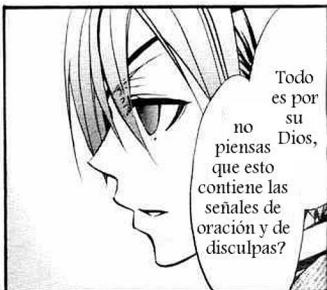 Todo
es por
su
Dios,
no
piensas
que esto
contiene las
señales de
oración y de
disculpas?